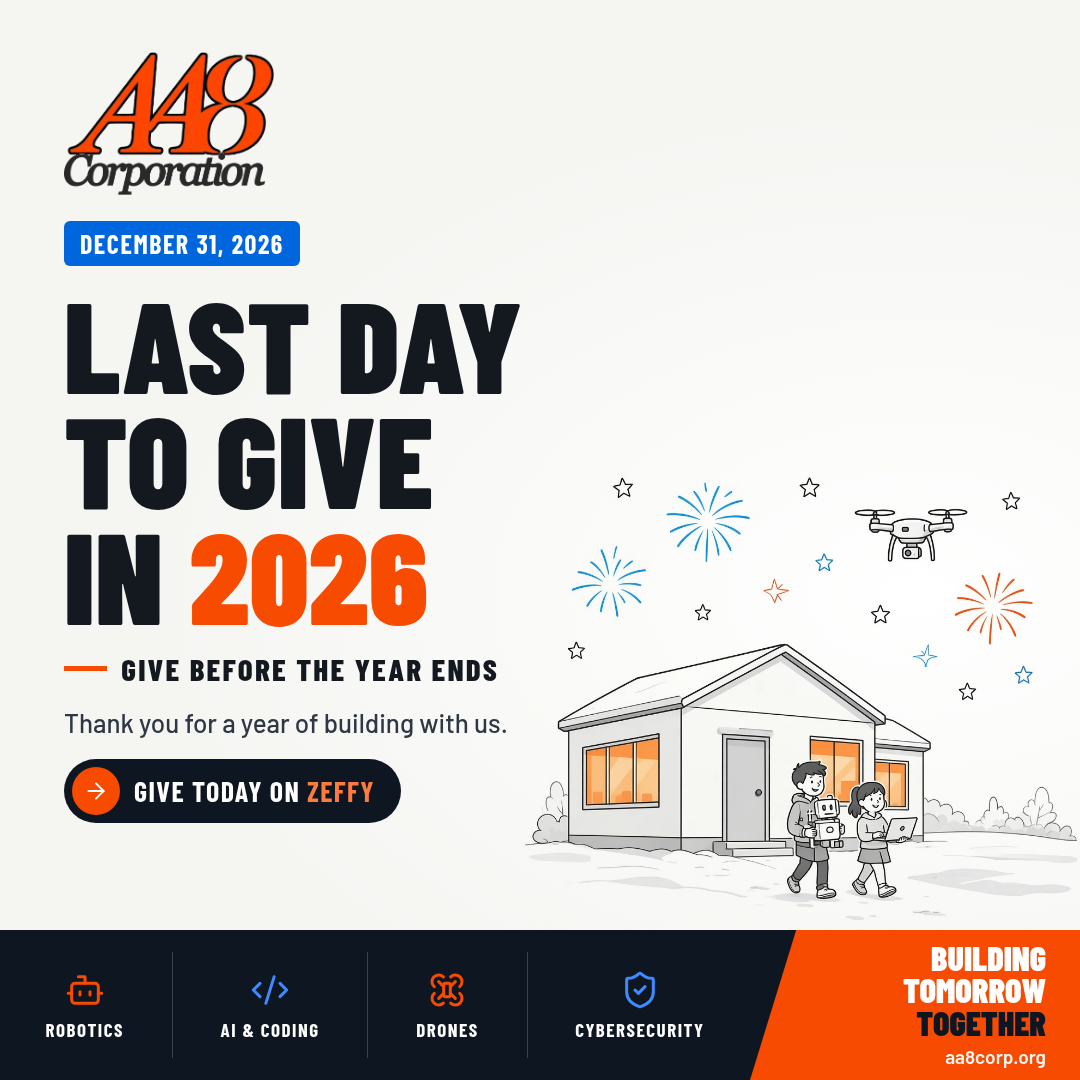 AA8
Corporation
DECEMBER 31, 2026
LAST DAY
TO GIVE
IN 2026
GIVE BEFORE THE YEAR ENDS
Thank you for a year of building with us.
GIVE TODAY ON ZEFFY
ROBOTICS
AI & CODING
DRONES
CYBERSECURITY
BUILDING
TOMORROW
TOGETHER
aa8corp.org